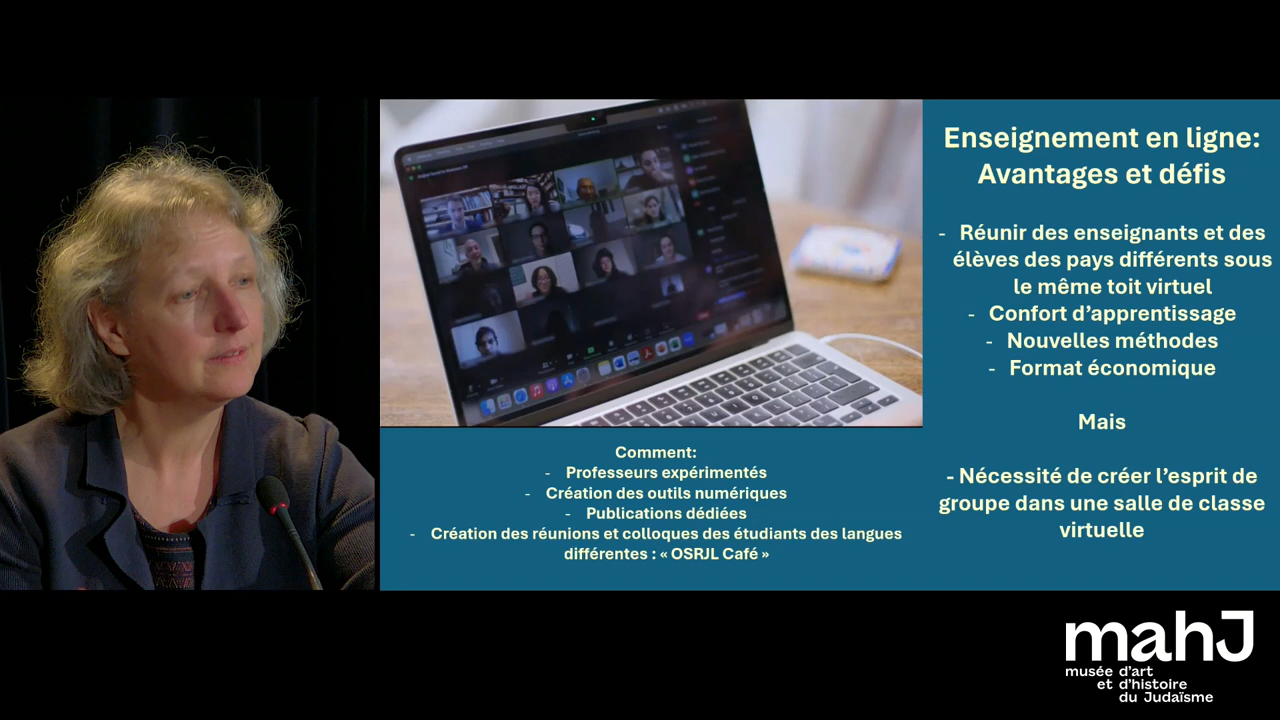 Enseignement en ligne:
Avantages et défis
- Réunir des enseignants et des
élèves des pays différents sous
le même toit virtuel
- Confort d’apprentissage
- Nouvelles méthodes
- Format économique
Mais
- Nécessité de créer l’esprit de
groupe dans une salle de classe
virtuelle
Comment:
- Professeurs expérimentés
- Création des outils numériques
- Publications dédiées
- Création des réunions et colloques des étudiants des langues
différentes : « OSRJL Café »
mahJ
musée d’art
et d’histoire
du Judaïsme